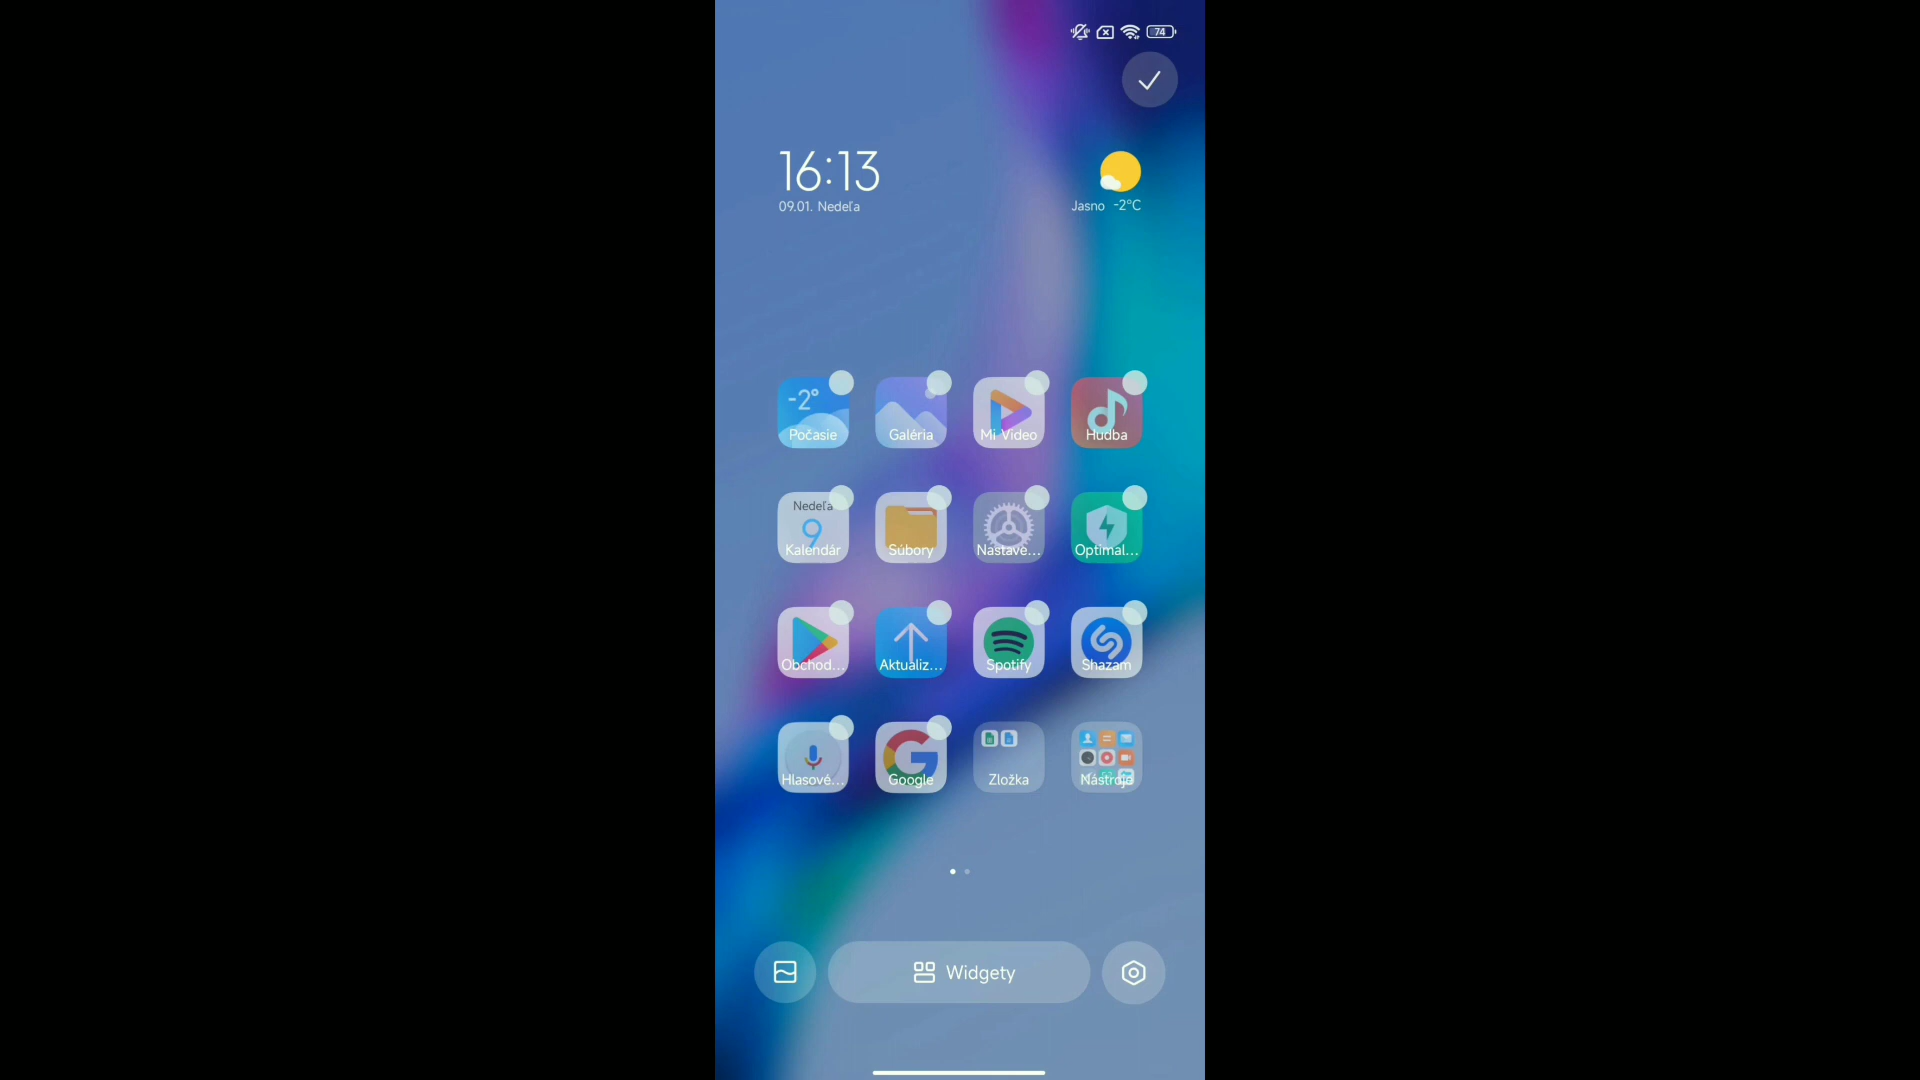 74
16:13
09.01. Nedeľa
Jasno -2°C
-2°
Počasie
Galéria
Mi Video
Hudba
Nedeľa
9
Kalendár
Súbory
Nastave...
Optimal...
Obchod...
Aktualiz...
Spotify
Shazam
Hlasové...
Google
Zložka
Nástroje
Widgety